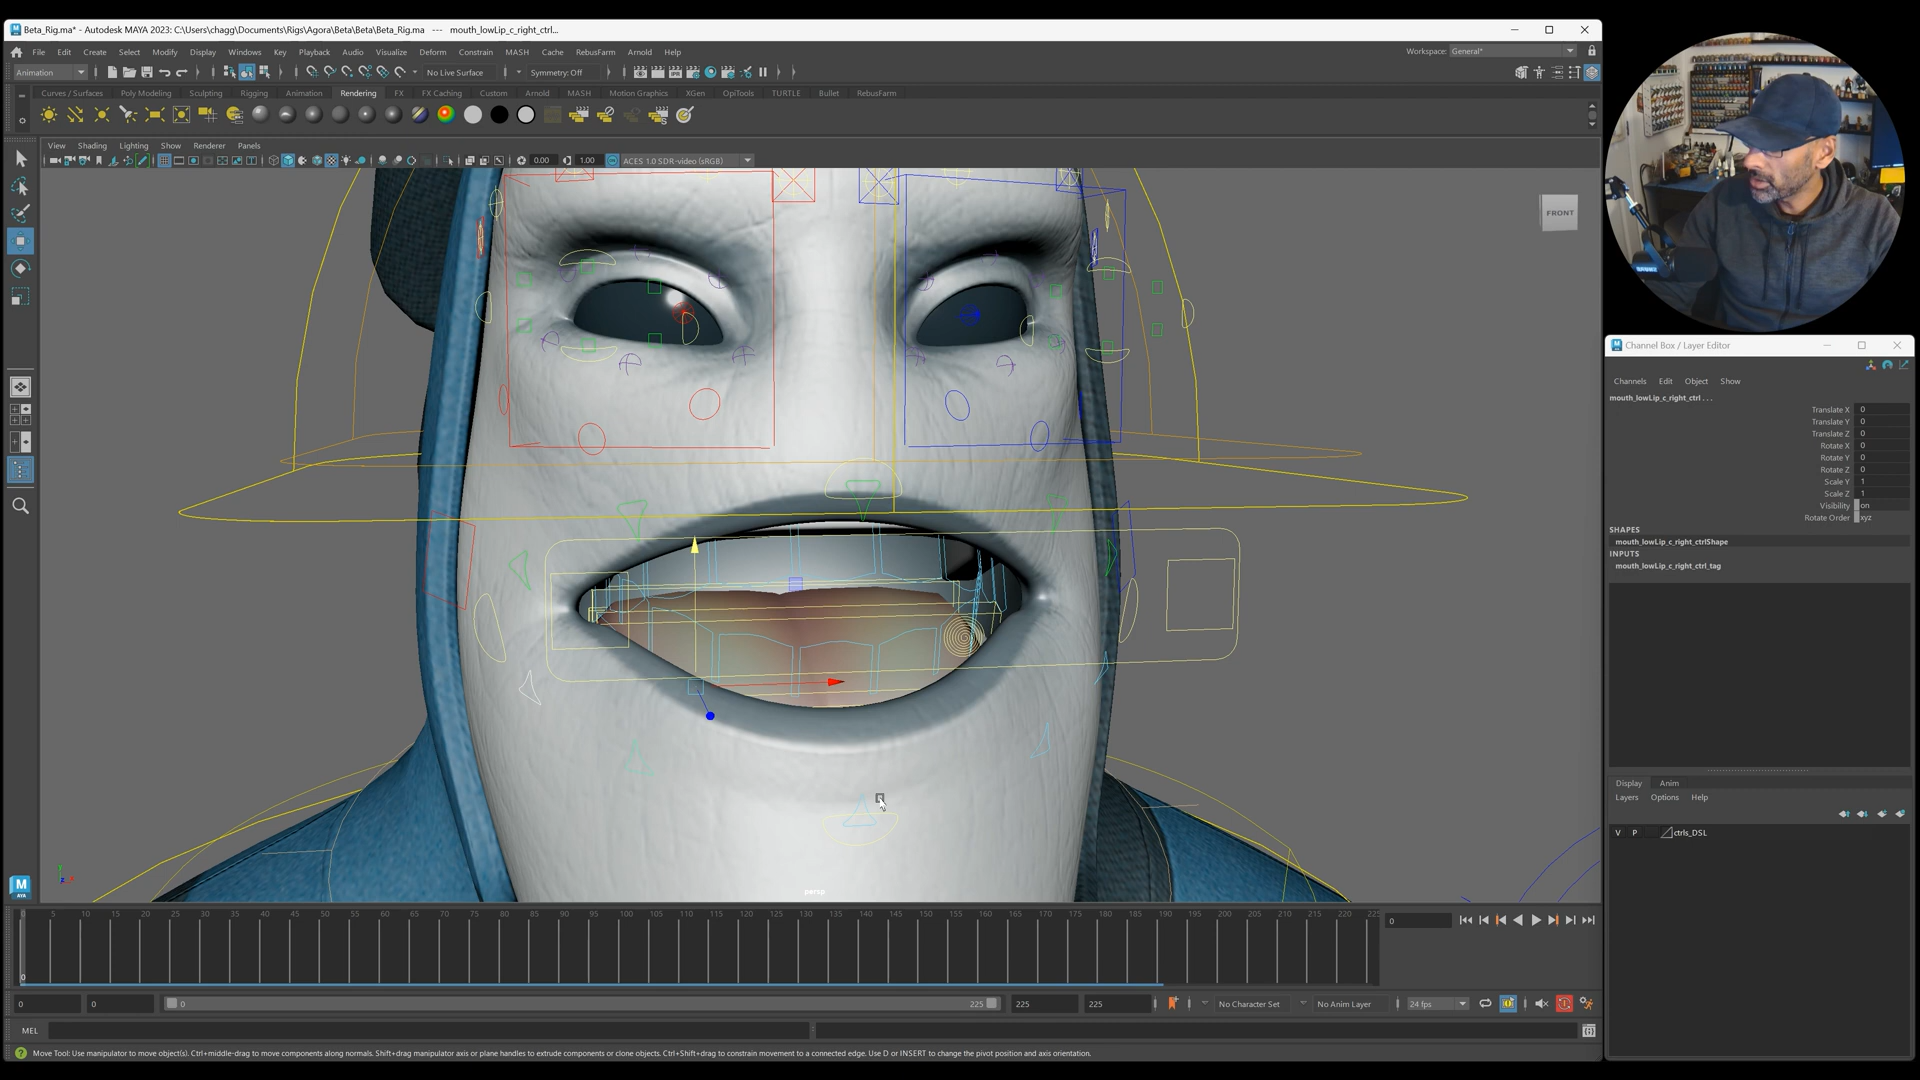 Beta_Rig.ma* - Autodesk MAYA 2023: C:\Users\chagg\Documents\Rigs\Agora\Beta\Beta\Beta_Rig.ma --- mouth_lowLip_c_right_ctrl...
File Edit Create Select Modify Display Windows Key Playback Audio Visualize Deform Constrain MASH Cache RebusFarm Arnold Help
Workspace: General*
Animation
No Live Surface
Symmetry: Off
Curves / Surfaces Poly Modeling Sculpting Rigging Animation Rendering FX FX Caching Custom Arnold MASH Motion Graphics XGen OpiTools TURTLE Bullet RebusFarm
View Shading Lighting Show Renderer Panels
0.00 1.00 ACES 1.0 SDR-video (sRGB)
FRONT
persp
Channel Box / Layer Editor
Channels Edit Object Show
mouth_lowLip_c_right_ctrl . . .
Translate X 0
Translate Y 0
Translate Z 0
Rotate X 0
Rotate Y 0
Rotate Z 0
Scale Y 1
Scale Z 1
Visibility on
Rotate Order xyz
SHAPES
mouth_lowLip_c_right_ctrlShape
INPUTS
mouth_lowLip_c_right_ctrl_tag
Display Anim
Layers Options Help
V P ctrls_DSL
0 5 10 15 20 25 30 35 40 45 50 55 60 65 70 75 80 85 90 95 100 105 110 115 120 125 130 135 140 145 150 155 160 165 170 175 180 185 190 195 200 205 210 215 220 225
0
0
0 0 0 225 225 225 No Character Set No Anim Layer 24 fps
MEL
Move Tool: Use manipulator to move object(s). Ctrl+middle-drag to move components along normals. Shift+drag manipulator axis or plane handles to extrude components or clone objects. Ctrl+Shift+drag to constrain movement to a connected edge. Use D or INSERT to change the pivot position and axis orientation.